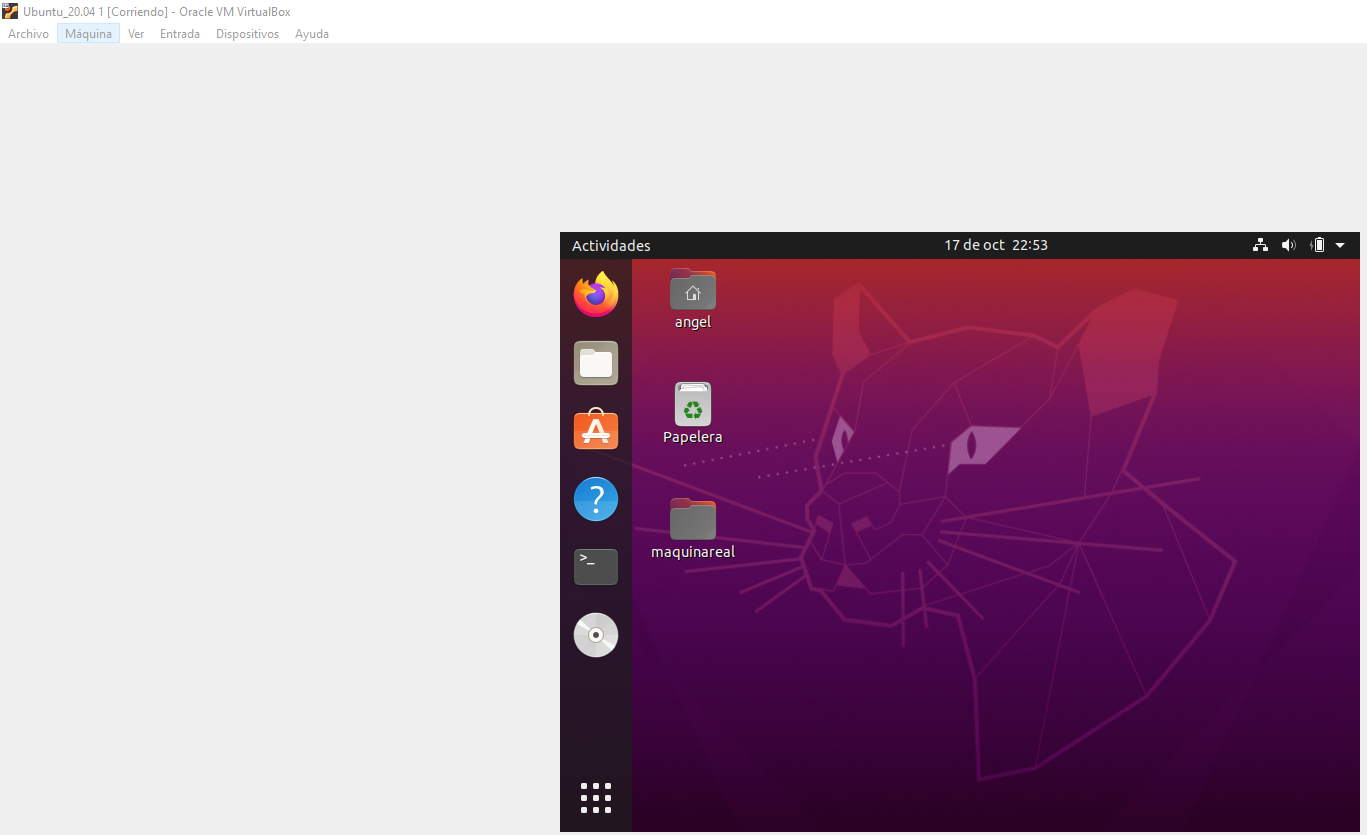 Ubuntu_20.04 1 [Corriendo] - Oracle VM VirtualBox
Archivo Máquina Ver Entrada Dispositivos Ayuda
Actividades 17 de oct 22:53
angel
Papelera
maquinareal